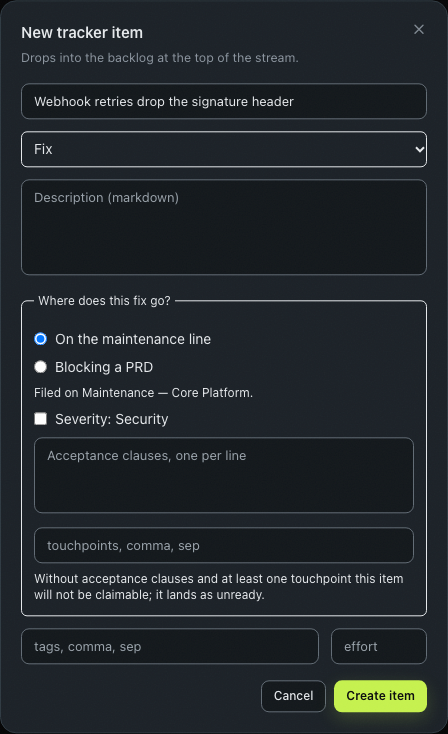 New tracker item
Drops into the backlog at the top of the stream.
Webhook retries drop the signature header
Fix
Description (markdown)
Where does this fix go?
On the maintenance line
Blocking a PRD
Filed on Maintenance — Core Platform.
Severity: Security
Acceptance clauses, one per line
touchpoints, comma, sep
Without acceptance clauses and at least one touchpoint this item
will not be claimable; it lands as unready.
tags, comma, sep
effort
Cancel
Create item